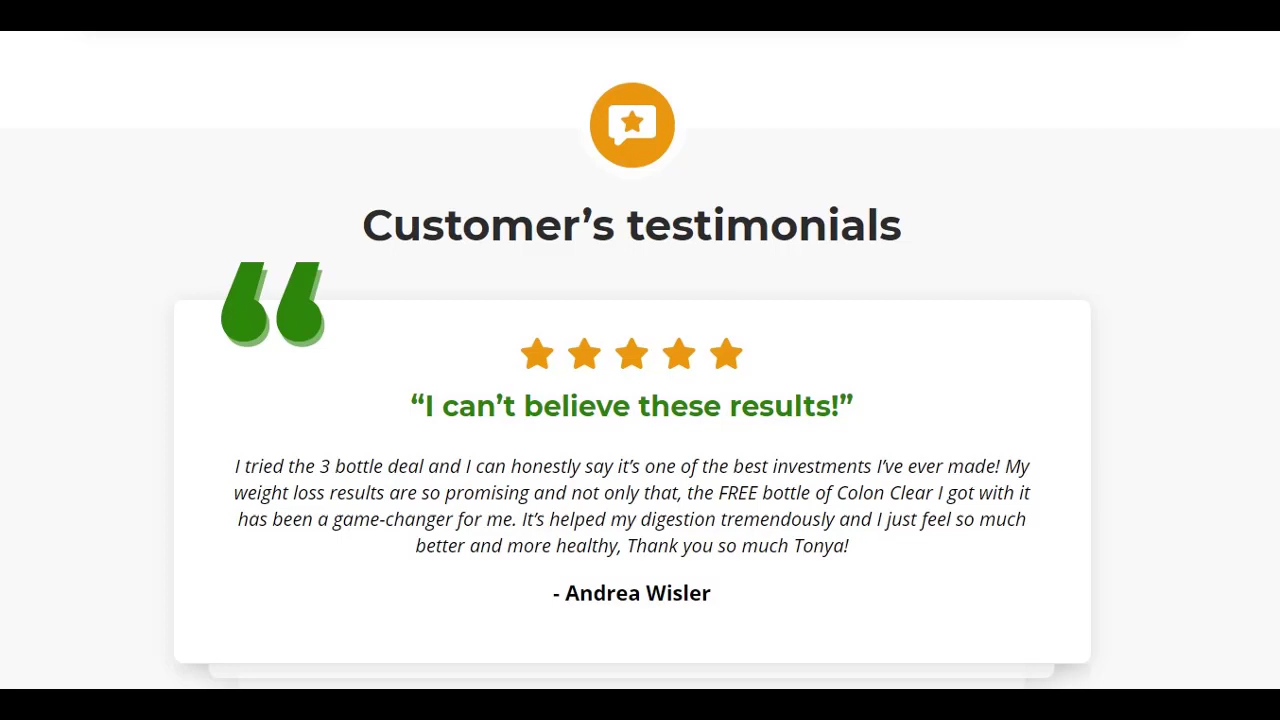 Customer’s testimonials
“I can’t believe these results!”
I tried the 3 bottle deal and I can honestly say it’s one of the best investments I’ve ever made! My
weight loss results are so promising and not only that, the FREE bottle of Colon Clear I got with it
has been a game-changer for me. It’s helped my digestion tremendously and I just feel so much
better and more healthy, Thank you so much Tonya!
- Andrea Wisler